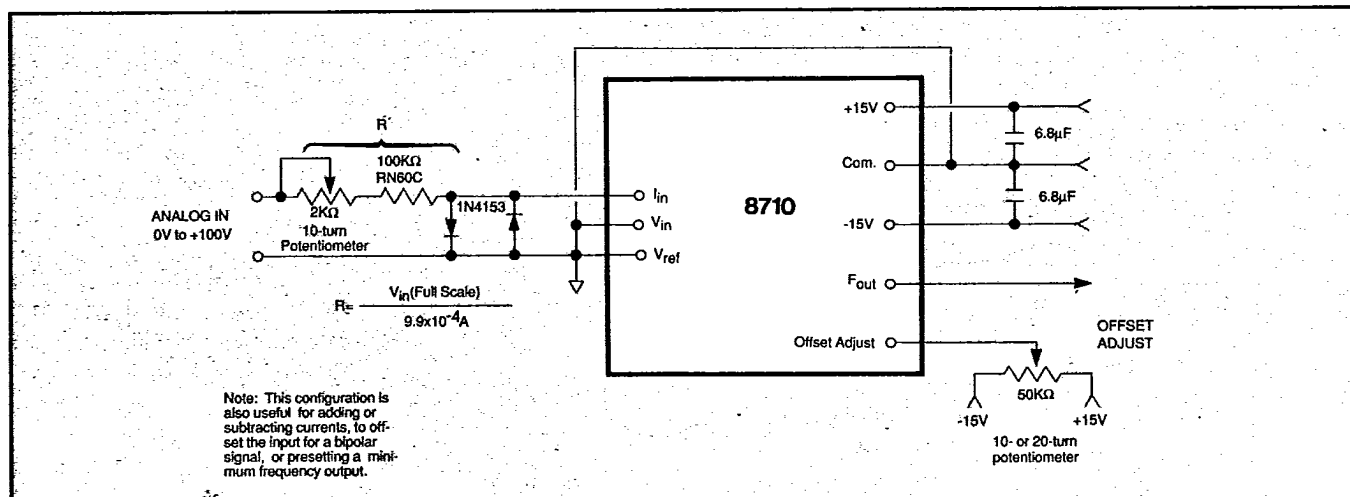 R'
100KΩ
RN60C
2KΩ
10-turn
Potentiometer
ANALOG IN
0V to +100V
1N4153
R= Vin(Full Scale)
9.9x10⁻⁴A
Iin
Vin
Vref
8710
+15V
Com.
-15V
Fout
Offset Adjust
6.8µF
6.8µF
OFFSET
ADJUST
50KΩ
-15V
+15V
10- or 20-turn
potentiometer
Note: This configuration is
also useful for adding or
subtracting currents, to off-
set the input for a bipolar
signal, or presetting a mini-
mum frequency output.